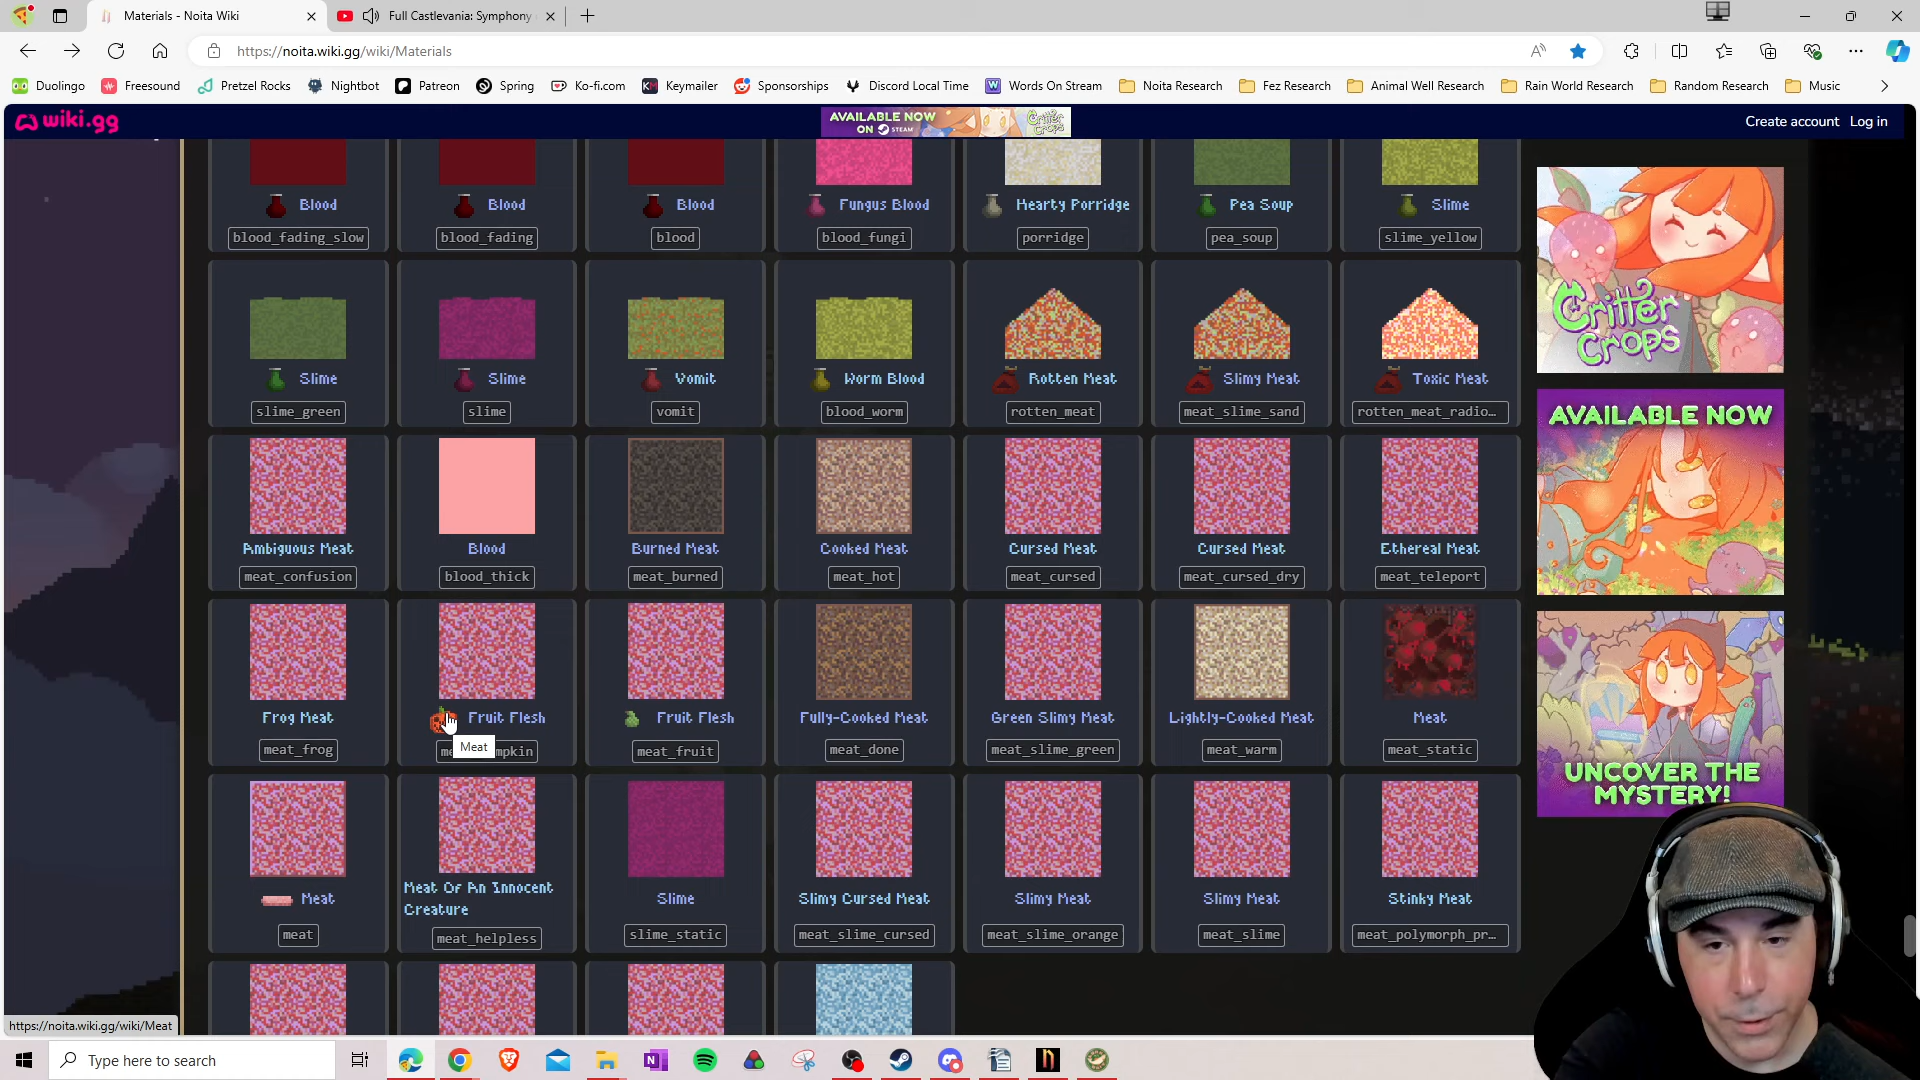 Materials - Noita Wiki
Full Castlevania: Symphony
https://noita.wiki.gg/wiki/Materials
Duolingo
Freesound
Pretzel Rocks
Nightbot
Patreon
Spring
Ko-fi.com
Keymailer
Sponsorships
Discord Local Time
Words On Stream
Noita Research
Fez Research
Animal Well Research
Rain World Research
Random Research
Music
wiki.gg
AVAILABLE NOW
ON STEAM
Critter Crops
Create account Log in
Blood
Blood
Blood
Fungus Blood
Hearty Porridge
Pea Soup
Slime
blood_fading_slow
blood_fading
blood
blood_fungi
porridge
pea_soup
slime_yellow
Slime
Slime
Vomit
Worm Blood
Rotten Meat
Slimy Meat
Toxic Meat
slime_green
slime
vomit
blood_worm
rotten_meat
meat_slime_sand
rotten_meat_radio...
Ambiguous Meat
Blood
Burned Meat
Cooked Meat
Cursed Meat
Cursed Meat
Ethereal Meat
meat_confusion
blood_thick
meat_burned
meat_hot
meat_cursed
meat_cursed_dry
meat_teleport
Frog Meat
Fruit Flesh
Fruit Flesh
Fully-Cooked Meat
Green Slimy Meat
Lightly-Cooked Meat
Meat
meat_frog
Meat
meat_fruit
meat_done
meat_slime_green
meat_warm
meat_static
Meat
Meat Of An Innocent
Creature
Slime
Slimy Cursed Meat
Slimy Meat
Slimy Meat
Stinky Meat
meat
meat_helpless
slime_static
meat_slime_cursed
meat_slime_orange
meat_slime
meat_polymorph_pr...
Critter
Crops
AVAILABLE NOW
UNCOVER THE
MYSTERY!
https://noita.wiki.gg/wiki/Meat
Type here to search